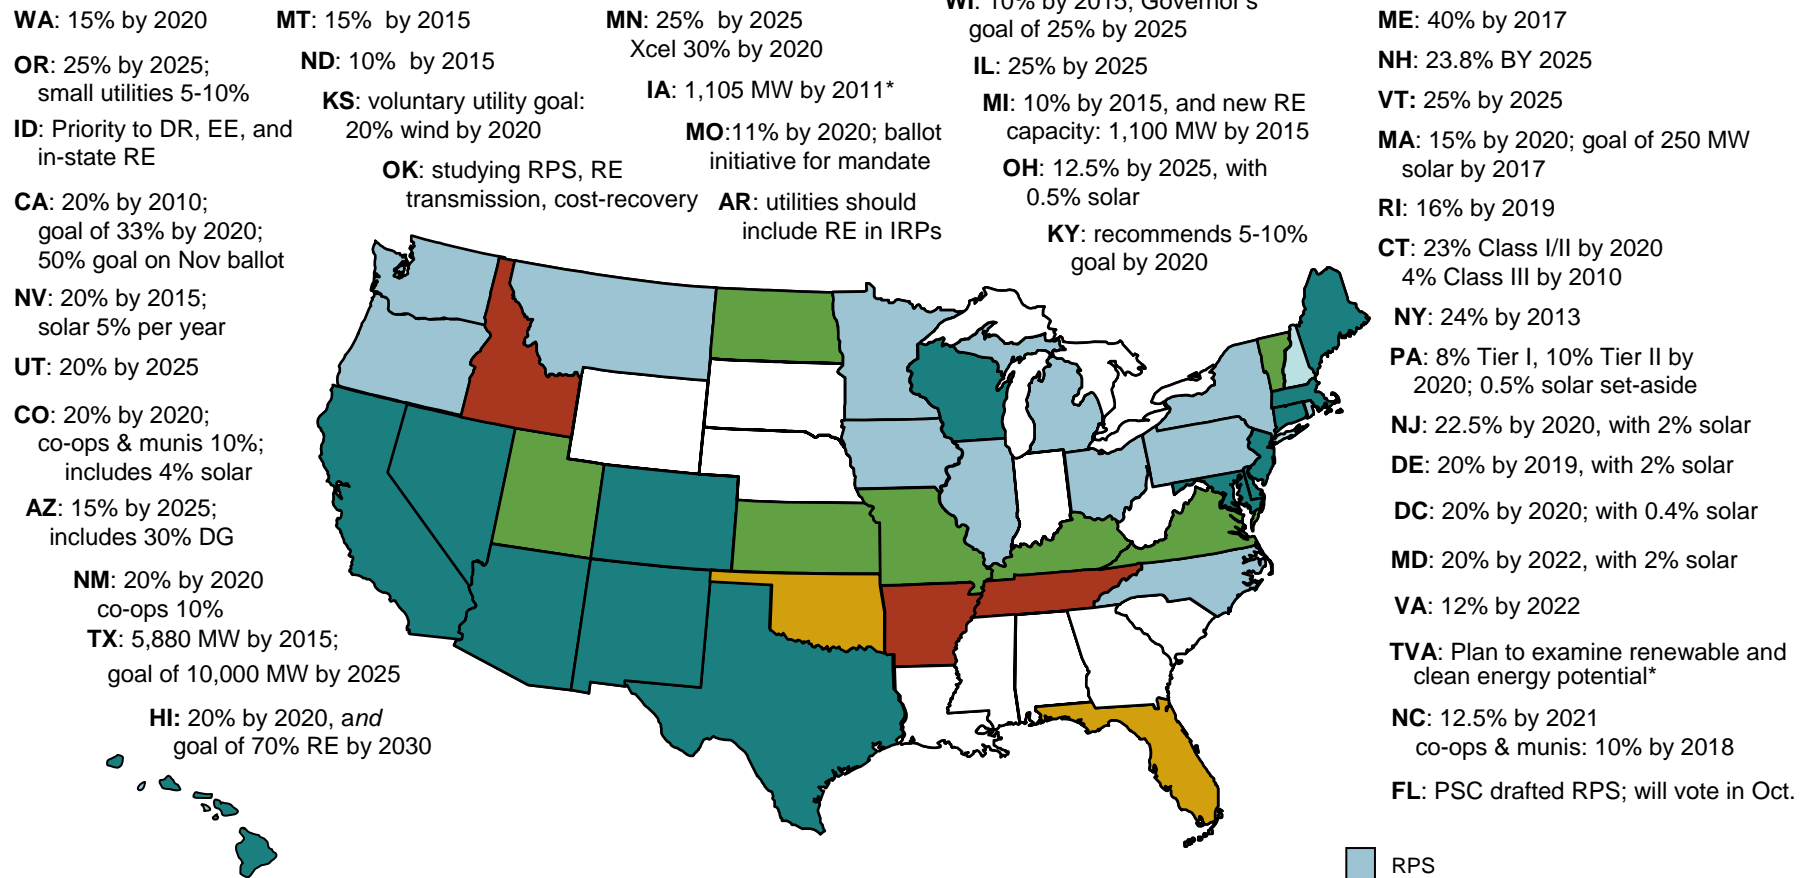 WA: 15% by 2020
OR: 25% by 2025;
small utilities 5-10%
ID: Priority to DR, EE, and
in-state RE
CA: 20% by 2010;
goal of 33% by 2020;
50% goal on Nov ballot
NV: 20% by 2015;
solar 5% per year
UT: 20% by 2025
CO: 20% by 2020;
co-ops & munis 10%;
includes 4% solar
AZ: 15% by 2025;
includes 30% DG
NM: 20% by 2020
co-ops 10%
TX: 5,880 MW by 2015;
goal of 10,000 MW by 2025
HI: 20% by 2020, and
goal of 70% RE by 2030
MT: 15% by 2015
ND: 10% by 2015
KS: voluntary utility goal:
20% wind by 2020
OK: studying RPS, RE
transmission, cost-recovery
MN: 25% by 2025
Xcel 30% by 2020
IA: 1,105 MW by 2011*
MO:11% by 2020; ballot
initiative for mandate
AR: utilities should
include RE in IRPs
WI: 10% by 2015; Governor's
goal of 25% by 2025
IL: 25% by 2025
MI: 10% by 2015, and new RE
capacity: 1,100 MW by 2015
OH: 12.5% by 2025, with
0.5% solar
KY: recommends 5-10%
goal by 2020
ME: 40% by 2017
NH: 23.8% BY 2025
VT: 25% by 2025
MA: 15% by 2020; goal of 250 MW
solar by 2017
RI: 16% by 2019
CT: 23% Class I/II by 2020
4% Class III by 2010
NY: 24% by 2013
PA: 8% Tier I, 10% Tier II by
2020; 0.5% solar set-aside
NJ: 22.5% by 2020, with 2% solar
DE: 20% by 2019, with 2% solar
DC: 20% by 2020; with 0.4% solar
MD: 20% by 2022, with 2% solar
VA: 12% by 2022
TVA: Plan to examine renewable and
clean energy potential*
NC: 12.5% by 2021
co-ops & munis: 10% by 2018
FL: PSC drafted RPS; will vote in Oct.
RPS